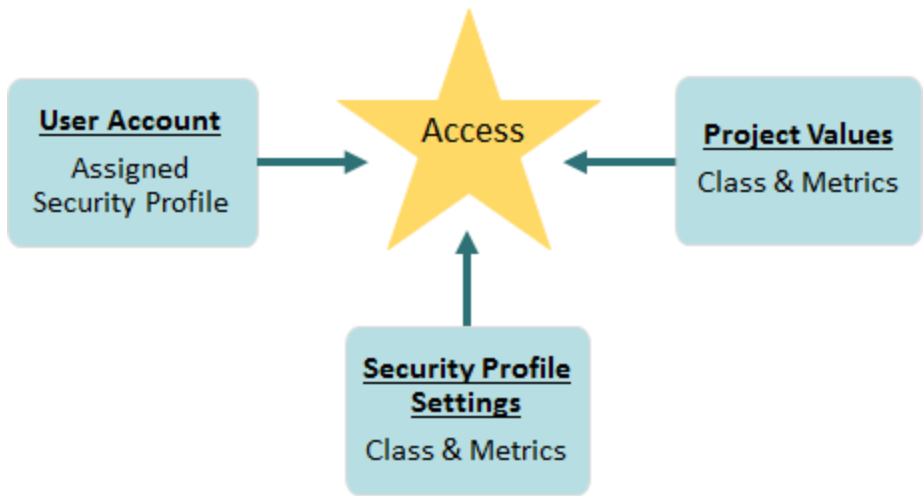 Access
User Account
Assigned
Security Profile
Project Values
Class & Metrics
Security Profile
Settings
Class & Metrics